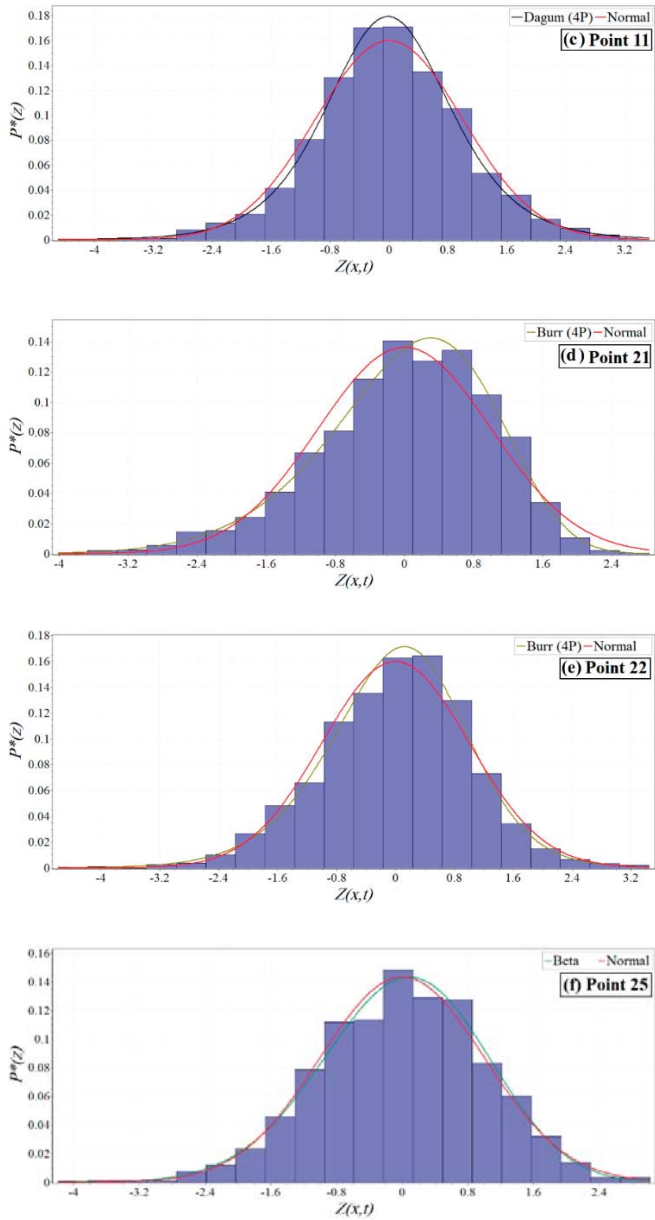 0.18
0.16
0.14
0.12
0.1
0.08
0.06
0.04
0.02
0
P*(z)
Dagum (4P) Normal
(c) Point 11
-4 -3.2 -2.4 -1.6 -0.8 0 0.8 1.6 2.4 3.2
Z(x,t)
0.14
0.12
0.1
0.08
0.06
0.04
0.02
0
P*(z)
Burr (4P) Normal
(d) Point 21
-4 -3.2 -2.4 -1.6 -0.8 0 0.8 1.6 2.4
Z(x,t)
0.18
0.16
0.14
0.12
0.1
0.08
0.06
0.04
0.02
0
P*(z)
Burr (4P) Normal
(e) Point 22
-4 -3.2 -2.4 -1.6 -0.8 0 0.8 1.6 2.4 3.2
Z(x,t)
0.16
0.14
0.12
0.1
0.08
0.06
0.04
0.02
0
P*(z)
Beta Normal
(f) Point 25
-4 -3.2 -2.4 -1.6 -0.8 0 0.8 1.6 2.4 3.2
Z(x,t)